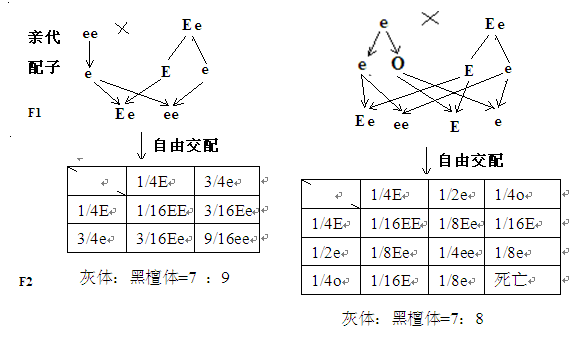 亲代 ee × Ee
配子 e E e
F1 Ee ee
自由交配
1/4E 3/4e
1/4E 1/16EE 3/16Ee
3/4e 3/16Ee 9/16ee
F2 灰体：黑檀体=7 ：9
e × Ee
e O E e
Ee ee E e
自由交配
1/4E 1/2e 1/4o
1/4E 1/16EE 1/8Ee 1/16E
1/2e 1/8Ee 1/4ee 1/8e
1/4o 1/16E 1/8e 死亡
灰体：黑檀体=7：8